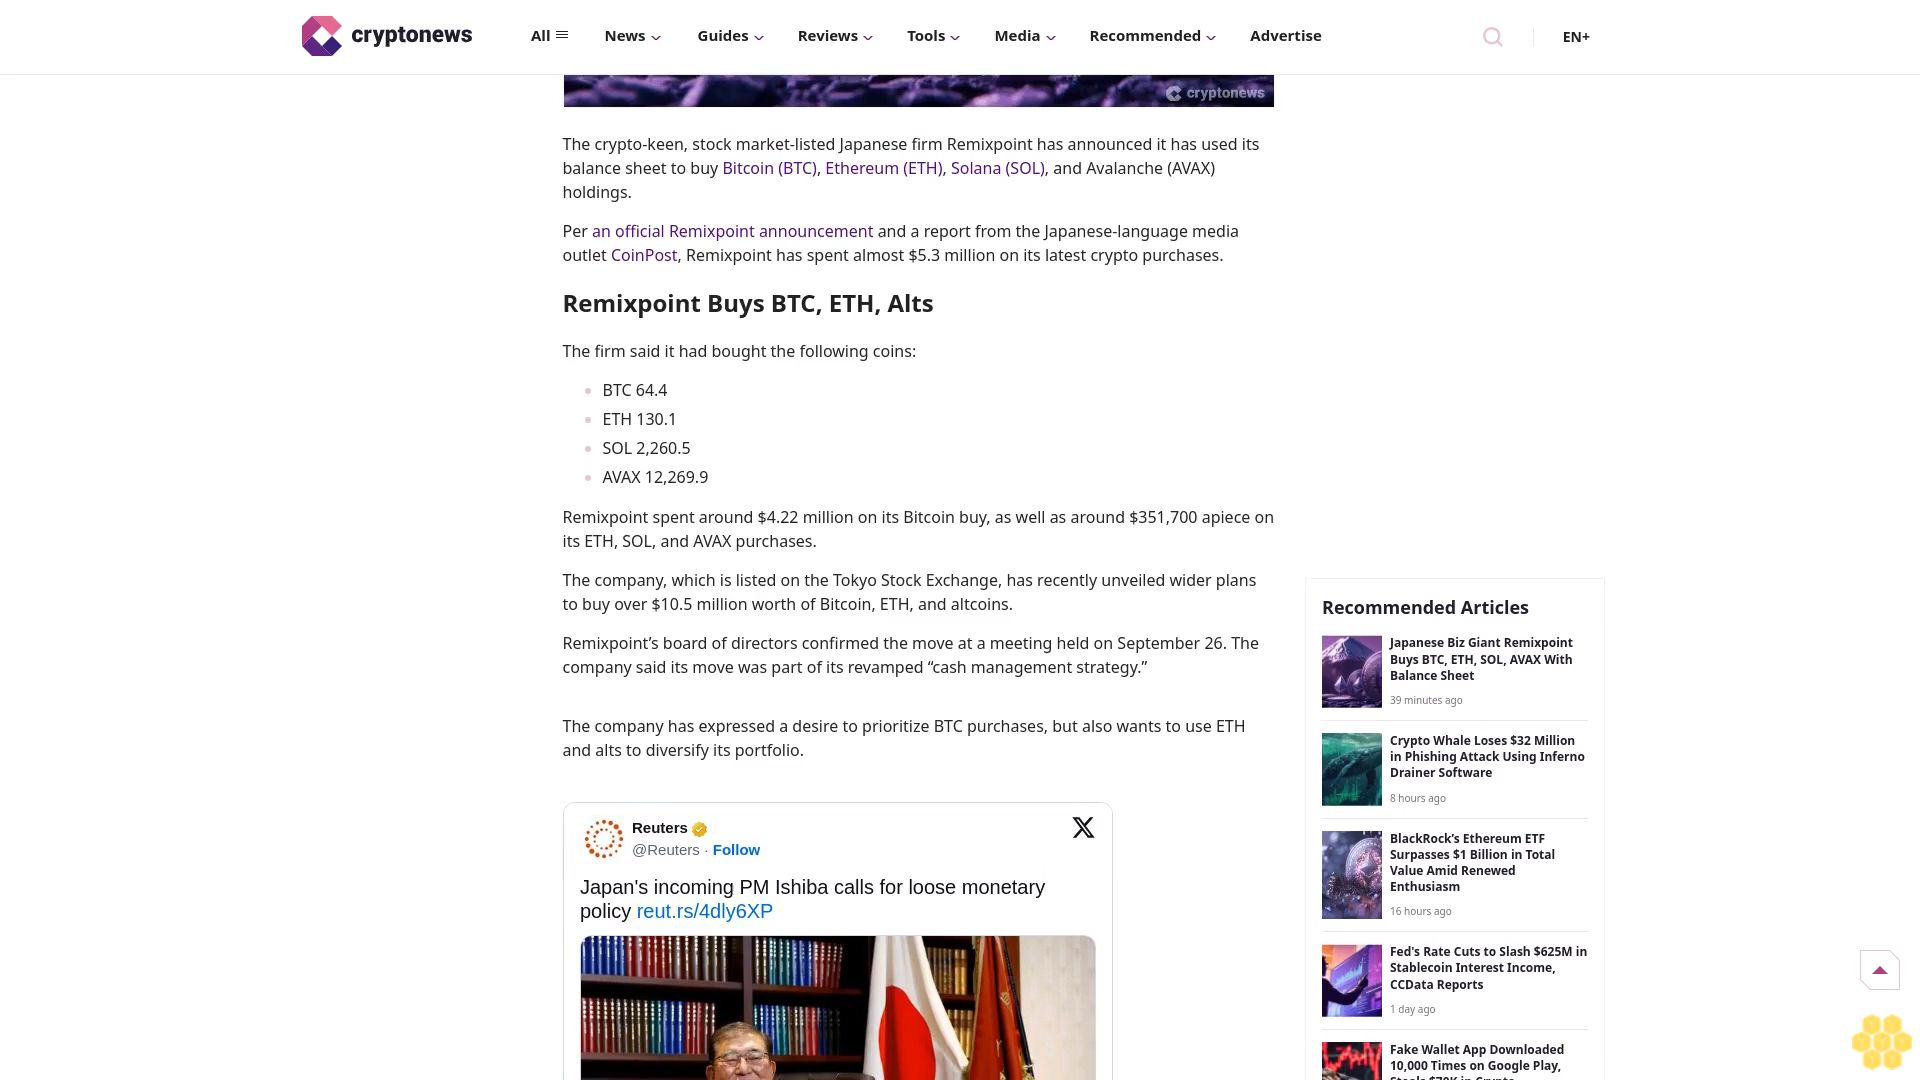 cryptonews
All
News
Guides
Reviews
Tools
Media
Recommended
Advertise
EN+
cryptonews
The crypto-keen, stock market-listed Japanese firm Remixpoint has announced it has used its
balance sheet to buy Bitcoin (BTC), Ethereum (ETH), Solana (SOL), and Avalanche (AVAX)
holdings.
Per an official Remixpoint announcement and a report from the Japanese-language media
outlet CoinPost, Remixpoint has spent almost $5.3 million on its latest crypto purchases.
Remixpoint Buys BTC, ETH, Alts
The firm said it had bought the following coins:
BTC 64.4
ETH 130.1
SOL 2,260.5
AVAX 12,269.9
Remixpoint spent around $4.22 million on its Bitcoin buy, as well as around $351,700 apiece on
its ETH, SOL, and AVAX purchases.
The company, which is listed on the Tokyo Stock Exchange, has recently unveiled wider plans
to buy over $10.5 million worth of Bitcoin, ETH, and altcoins.
Remixpoint’s board of directors confirmed the move at a meeting held on September 26. The
company said its move was part of its revamped “cash management strategy.”
The company has expressed a desire to prioritize BTC purchases, but also wants to use ETH
and alts to diversify its portfolio.
Reuters
@Reuters · Follow
Japan's incoming PM Ishiba calls for loose monetary
policy reut.rs/4dly6XP
Recommended Articles
Japanese Biz Giant Remixpoint
Buys BTC, ETH, SOL, AVAX With
Balance Sheet
39 minutes ago
Crypto Whale Loses $32 Million
in Phishing Attack Using Inferno
Drainer Software
8 hours ago
BlackRock’s Ethereum ETF
Surpasses $1 Billion in Total
Value Amid Renewed
Enthusiasm
16 hours ago
Fed's Rate Cuts to Slash $625M in
Stablecoin Interest Income,
CCData Reports
1 day ago
Fake Wallet App Downloaded
10,000 Times on Google Play,